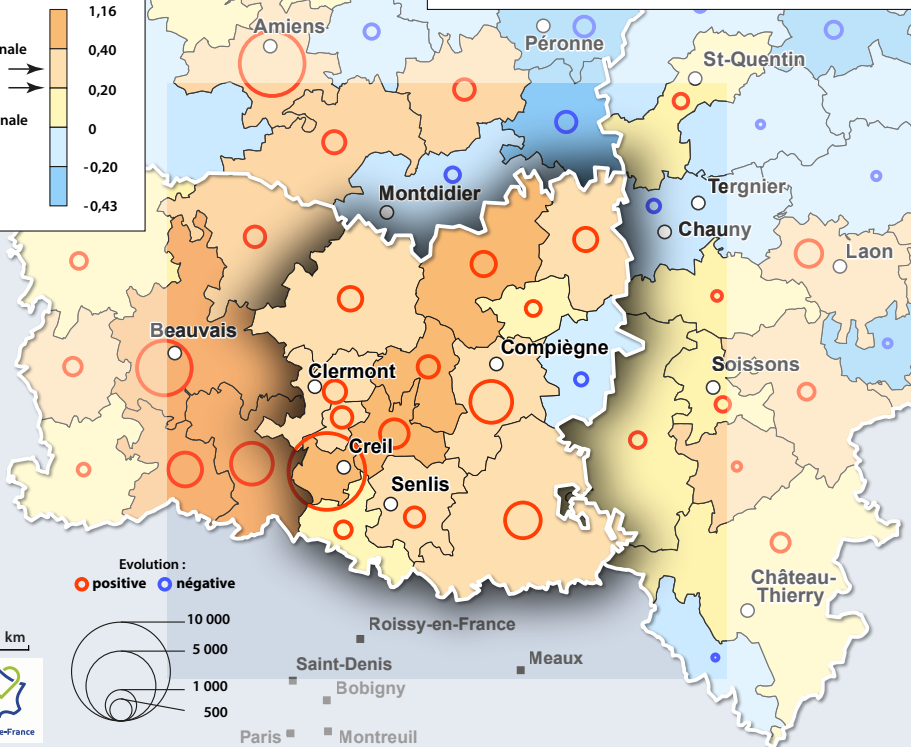 1,16
nale
0,40
0,20
nale
0
-0,20
-0,43
Amiens
Péronne
St-Quentin
Montdidier
Tergnier
Chauny
Laon
Beauvais
Compiègne
Clermont
Soissons
Creil
Senlis
Evolution :
positive
négative
Château-
Thierry
10 000
5 000
1 000
500
km
e-France
Roissy-en-France
Saint-Denis
Meaux
Bobigny
Paris
Montreuil